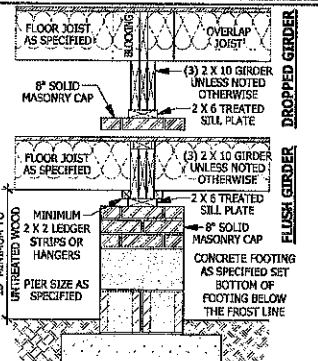 FLOOR JOIST
AS SPECIFIED
BLOCKING
OVERLAP
JOIST
(3) 2 X 10 GIRDER
UNLESS NOTED
OTHERWISE
8" SOLID
MASONRY CAP
2 X 6 TREATED
SILL PLATE
DROPPED GIRDER
FLOOR JOIST
AS SPECIFIED
(3) 2 X 10 GIRDER
UNLESS NOTED
OTHERWISE
2 X 6 TREATED
SILL PLATE
FLUSH GIRDER
MINIMUM
2 X 2 LEDGER
STRIPS OR
HANGERS
8" SOLID
MASONRY CAP
PIER SIZE AS
SPECIFIED
CONCRETE FOOTING
AS SPECIFIED SET
BOTTOM OF
FOOTING BELOW
THE FROST LINE
MINIMUM TO
UNTREATED WOOD